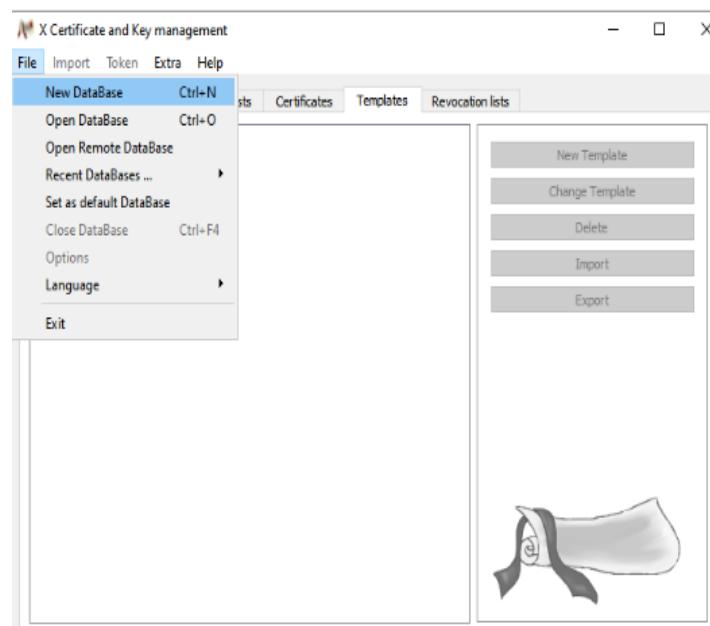 X Certificate and Key management
File Import Token Extra Help
New DataBase Ctrl+N
Open DataBase Ctrl+O
Open Remote DataBase
Recent DataBases ...
Set as default DataBase
Close DataBase Ctrl+F4
Options
Language
Exit
sts Certificates Templates Revocation lists
New Template
Change Template
Delete
Import
Export